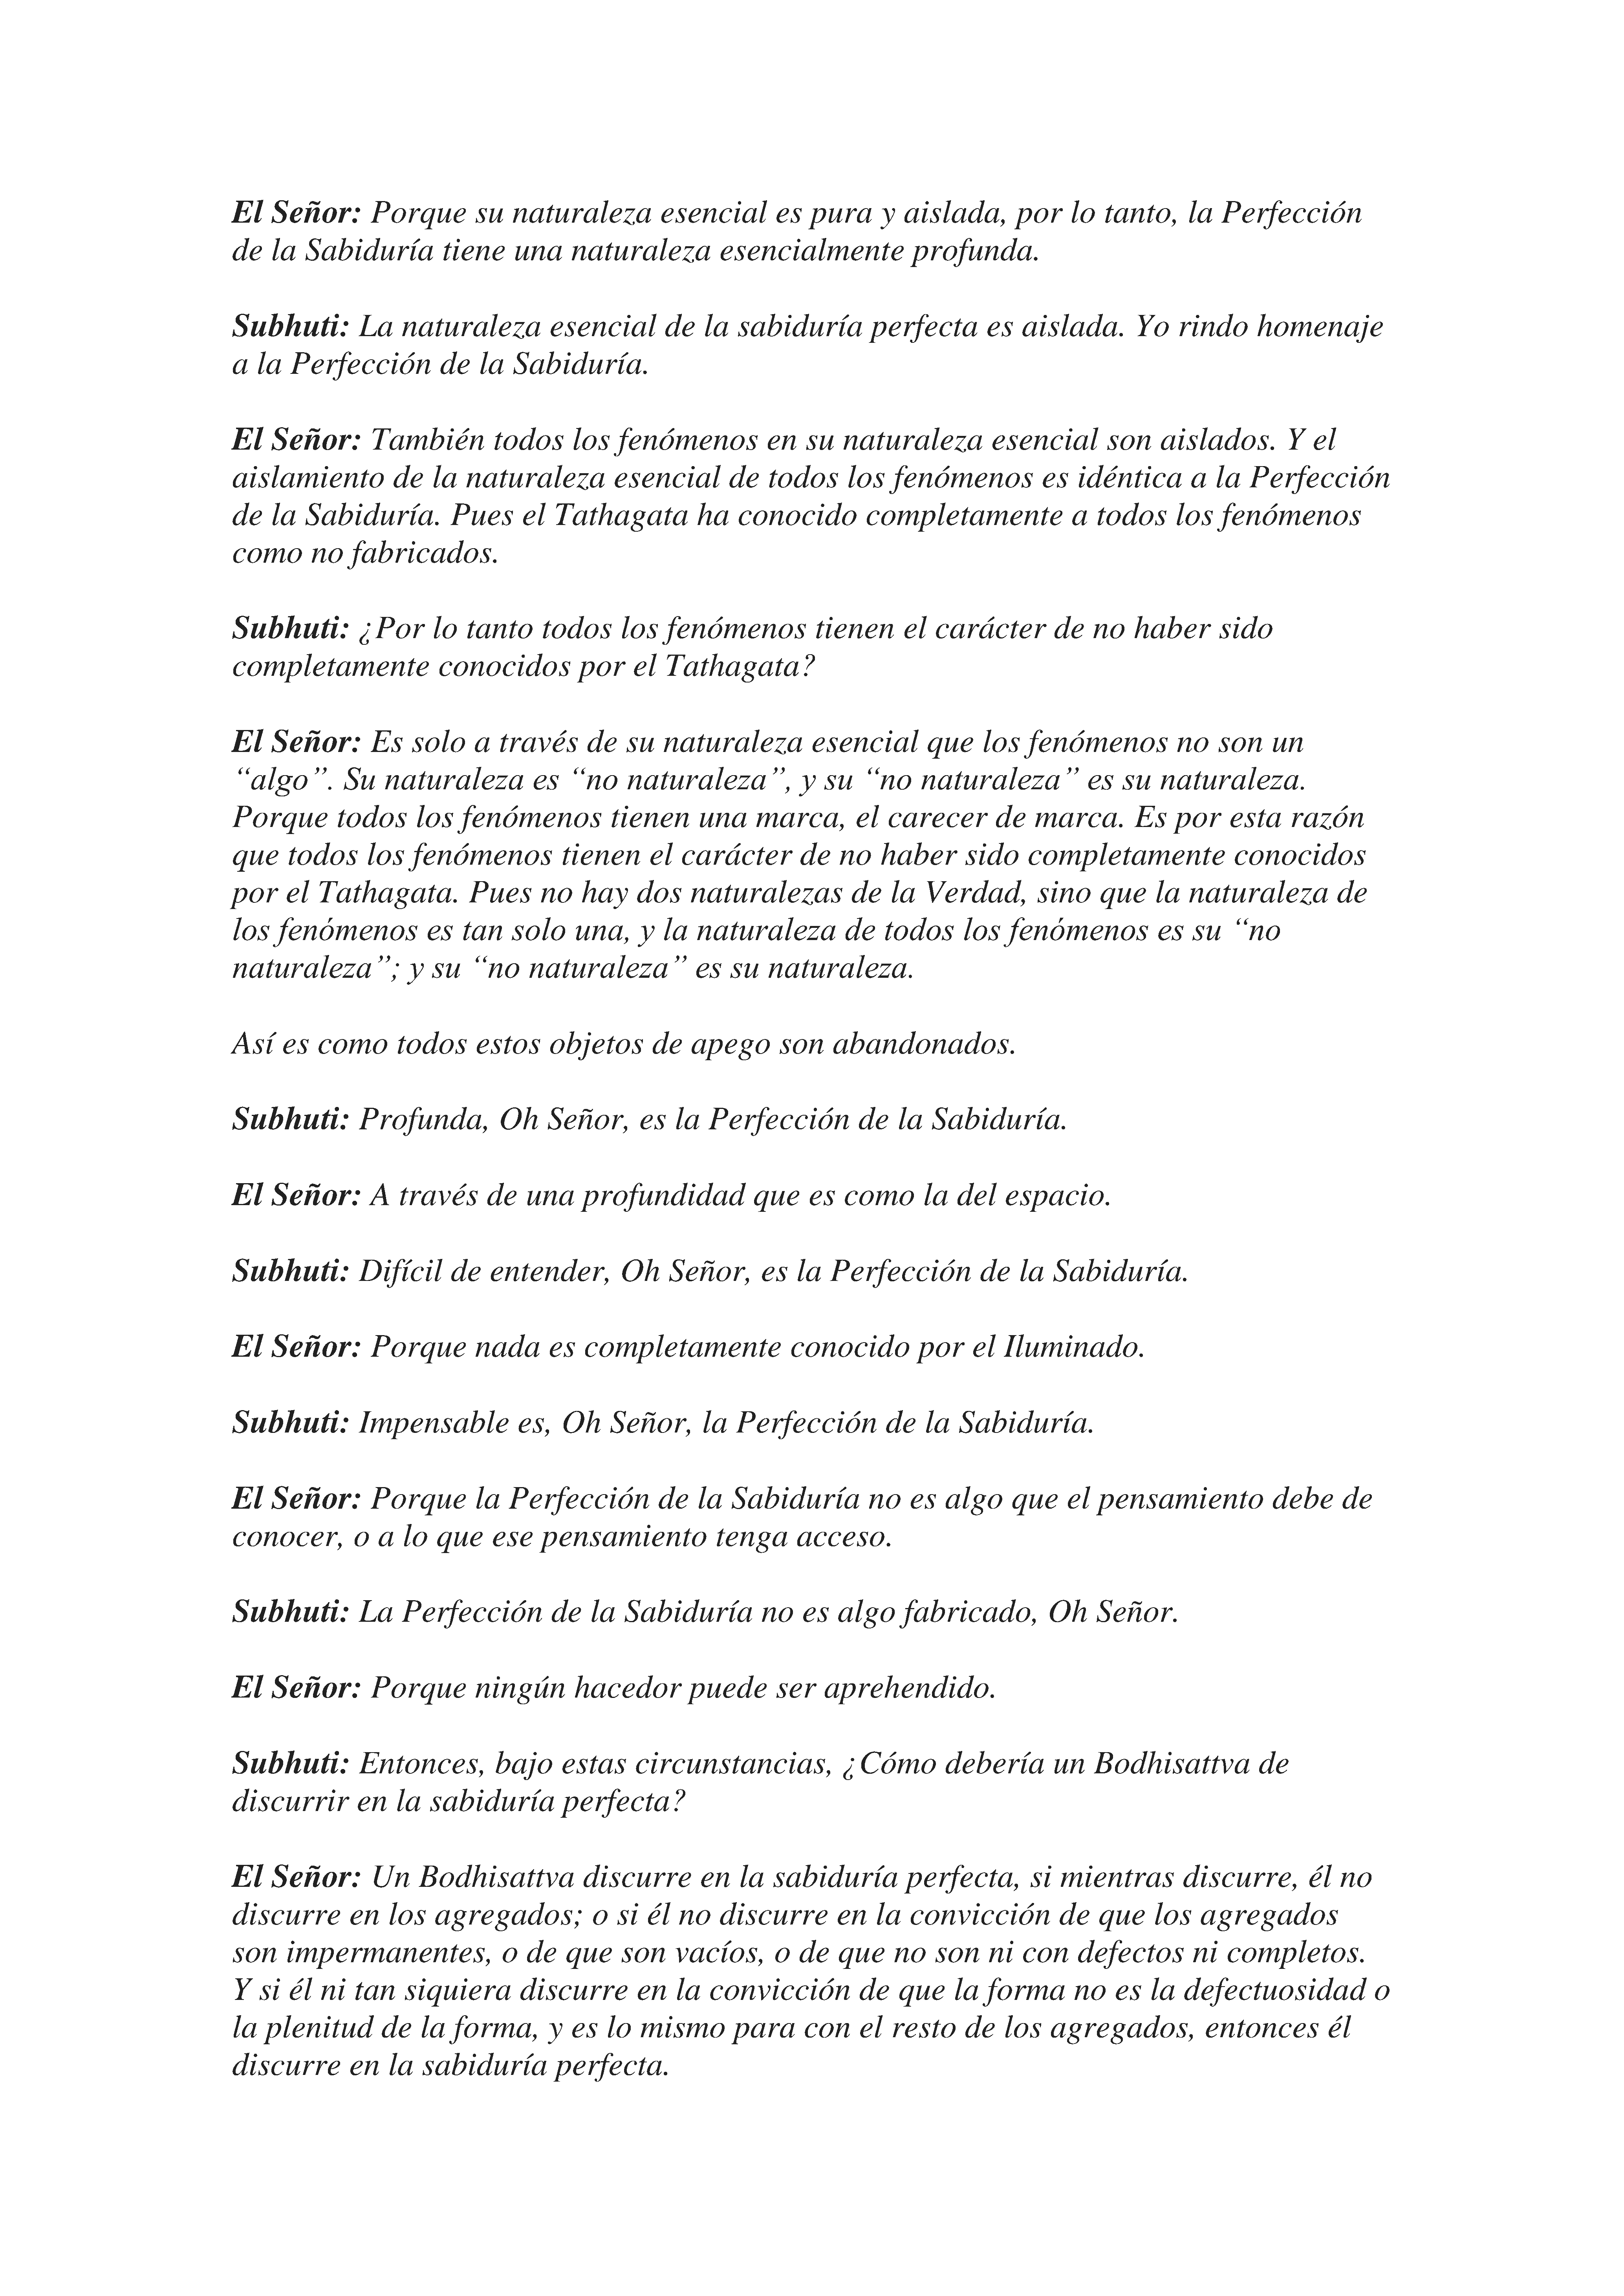 El Señor: Porque su naturaleza esencial es pura y aislada, por lo tanto, la Perfección
de la Sabiduría tiene una naturaleza esencialmente profunda.
Subhuti: La naturaleza esencial de la sabiduría perfecta es aislada. Yo rindo homenaje
a la Perfección de la Sabiduría.
El Señor: También todos los fenómenos en su naturaleza esencial son aislados. Y el
aislamiento de la naturaleza esencial de todos los fenómenos es idéntica a la Perfección
de la Sabiduría. Pues el Tathagata ha conocido completamente a todos los fenómenos
como no fabricados.
Subhuti: ¿Por lo tanto todos los fenómenos tienen el carácter de no haber sido
completamente conocidos por el Tathagata?
El Señor: Es solo a través de su naturaleza esencial que los fenómenos no son un
“algo”. Su naturaleza es “no naturaleza”, y su “no naturaleza” es su naturaleza.
Porque todos los fenómenos tienen una marca, el carecer de marca. Es por esta razón
que todos los fenómenos tienen el carácter de no haber sido completamente conocidos
por el Tathagata. Pues no hay dos naturalezas de la Verdad, sino que la naturaleza de
los fenómenos es tan solo una, y la naturaleza de todos los fenómenos es su “no
naturaleza”; y su “no naturaleza” es su naturaleza.
Así es como todos estos objetos de apego son abandonados.
Subhuti: Profunda, Oh Señor, es la Perfección de la Sabiduría.
El Señor: A través de una profundidad que es como la del espacio.
Subhuti: Difícil de entender, Oh Señor, es la Perfección de la Sabiduría.
El Señor: Porque nada es completamente conocido por el Iluminado.
Subhuti: Impensable es, Oh Señor, la Perfección de la Sabiduría.
El Señor: Porque la Perfección de la Sabiduría no es algo que el pensamiento debe de
conocer, o a lo que ese pensamiento tenga acceso.
Subhuti: La Perfección de la Sabiduría no es algo fabricado, Oh Señor.
El Señor: Porque ningún hacedor puede ser aprehendido.
Subhuti: Entonces, bajo estas circunstancias, ¿Cómo debería un Bodhisattva de
discurrir en la sabiduría perfecta?
El Señor: Un Bodhisattva discurre en la sabiduría perfecta, si mientras discurre, él no
discurre en los agregados; o si él no discurre en la convicción de que los agregados
son impermanentes, o de que son vacíos, o de que no son ni con defectos ni completos.
Y si él ni tan siquiera discurre en la convicción de que la forma no es la defectuosidad o
la plenitud de la forma, y es lo mismo para con el resto de los agregados, entonces él
discurre en la sabiduría perfecta.